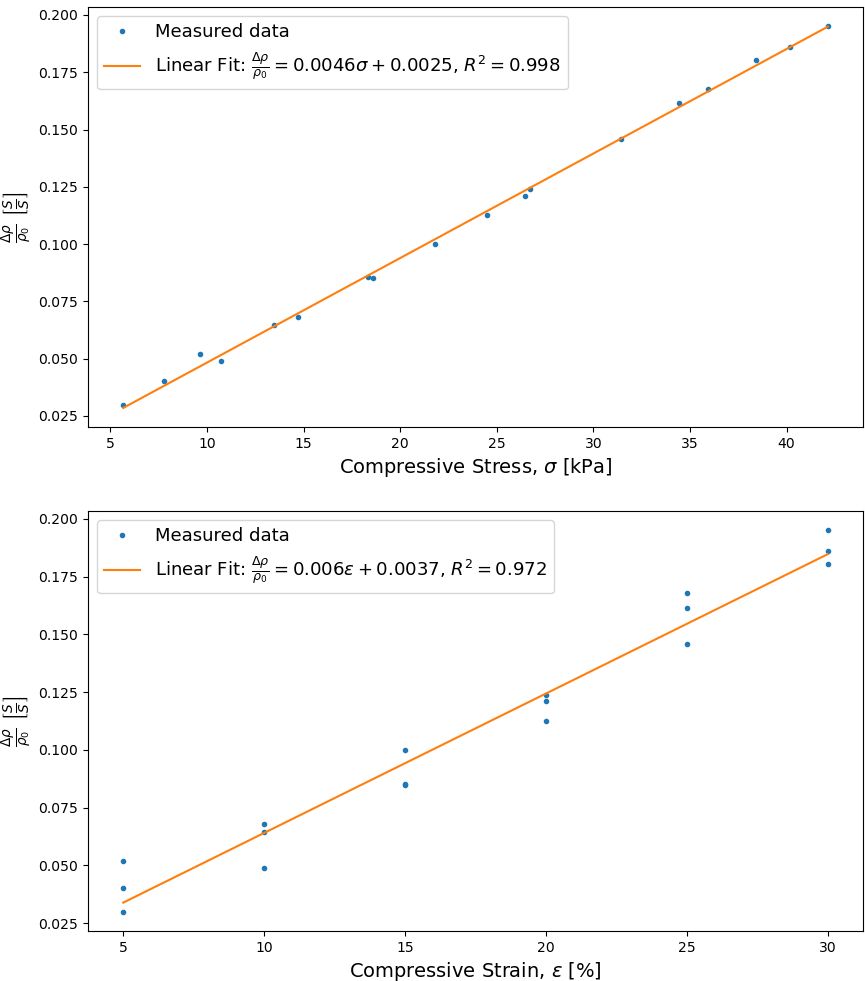 0.200
0.175
0.150
0.125
0.100
0.075
0.050
0.025
Δρ/ρ₀ [S/S]
Measured data
Linear Fit: Δρ/ρ₀ = 0.0046σ + 0.0025, R² = 0.998
5 10 15 20 25 30 35 40
Compressive Stress, σ [kPa]
0.200
0.175
0.150
0.125
0.100
0.075
0.050
0.025
Δρ/ρ₀ [S/S]
Measured data
Linear Fit: Δρ/ρ₀ = 0.006ε + 0.0037, R² = 0.972
5 10 15 20 25 30
Compressive Strain, ε [%]